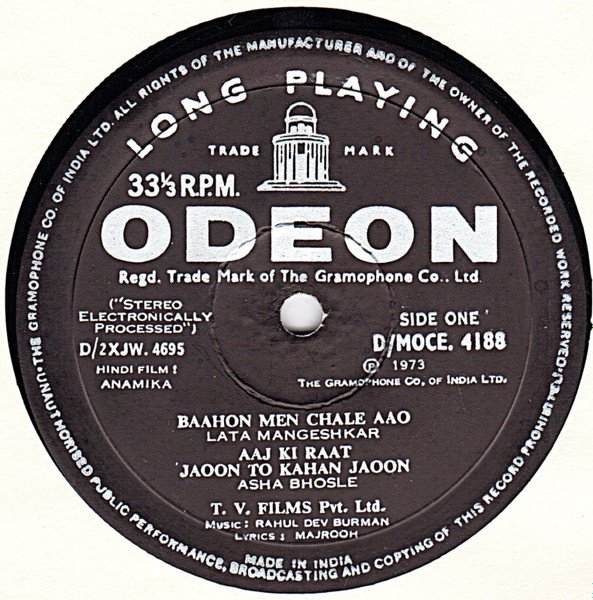 ·THE GRAMOPHONE CO. OF INDIA LTD. ALL RIGHTS OF THE MANUFACTURER AND OF THE OWNER OF THE RECORDED WORK RESERVED·
LONG PLAYING
TRADE MARK
33⅓ R.P.M.
ODEON
Regd. Trade Mark of The Gramophone Co.. Ltd.
("STEREO
ELECTRONICALLY
PROCESSED")
SIDE ONE
D/2XJW. 4695
D/MOCE. 4188
HINDI FILM :
ANAMIKA
Ⓟ 1973
THE GRAMOPHONE CO, OF INDIA LTD.
BAAHON MEN CHALE AAO
LATA MANGESHKAR
AAJ KI RAAT
JAOON TO KAHAN JAOON
ASHA BHOSLE
T. V. FILMS Pvt. Ltd.
MUSIC : RAHUL DEV BURMAN
LYRICS : MAJROOH
MADE IN INDIA
UNAUTHORISED PUBLIC PERFORMANCE, BROADCASTING AND COPYING OF THIS RECORD PROHIBITED